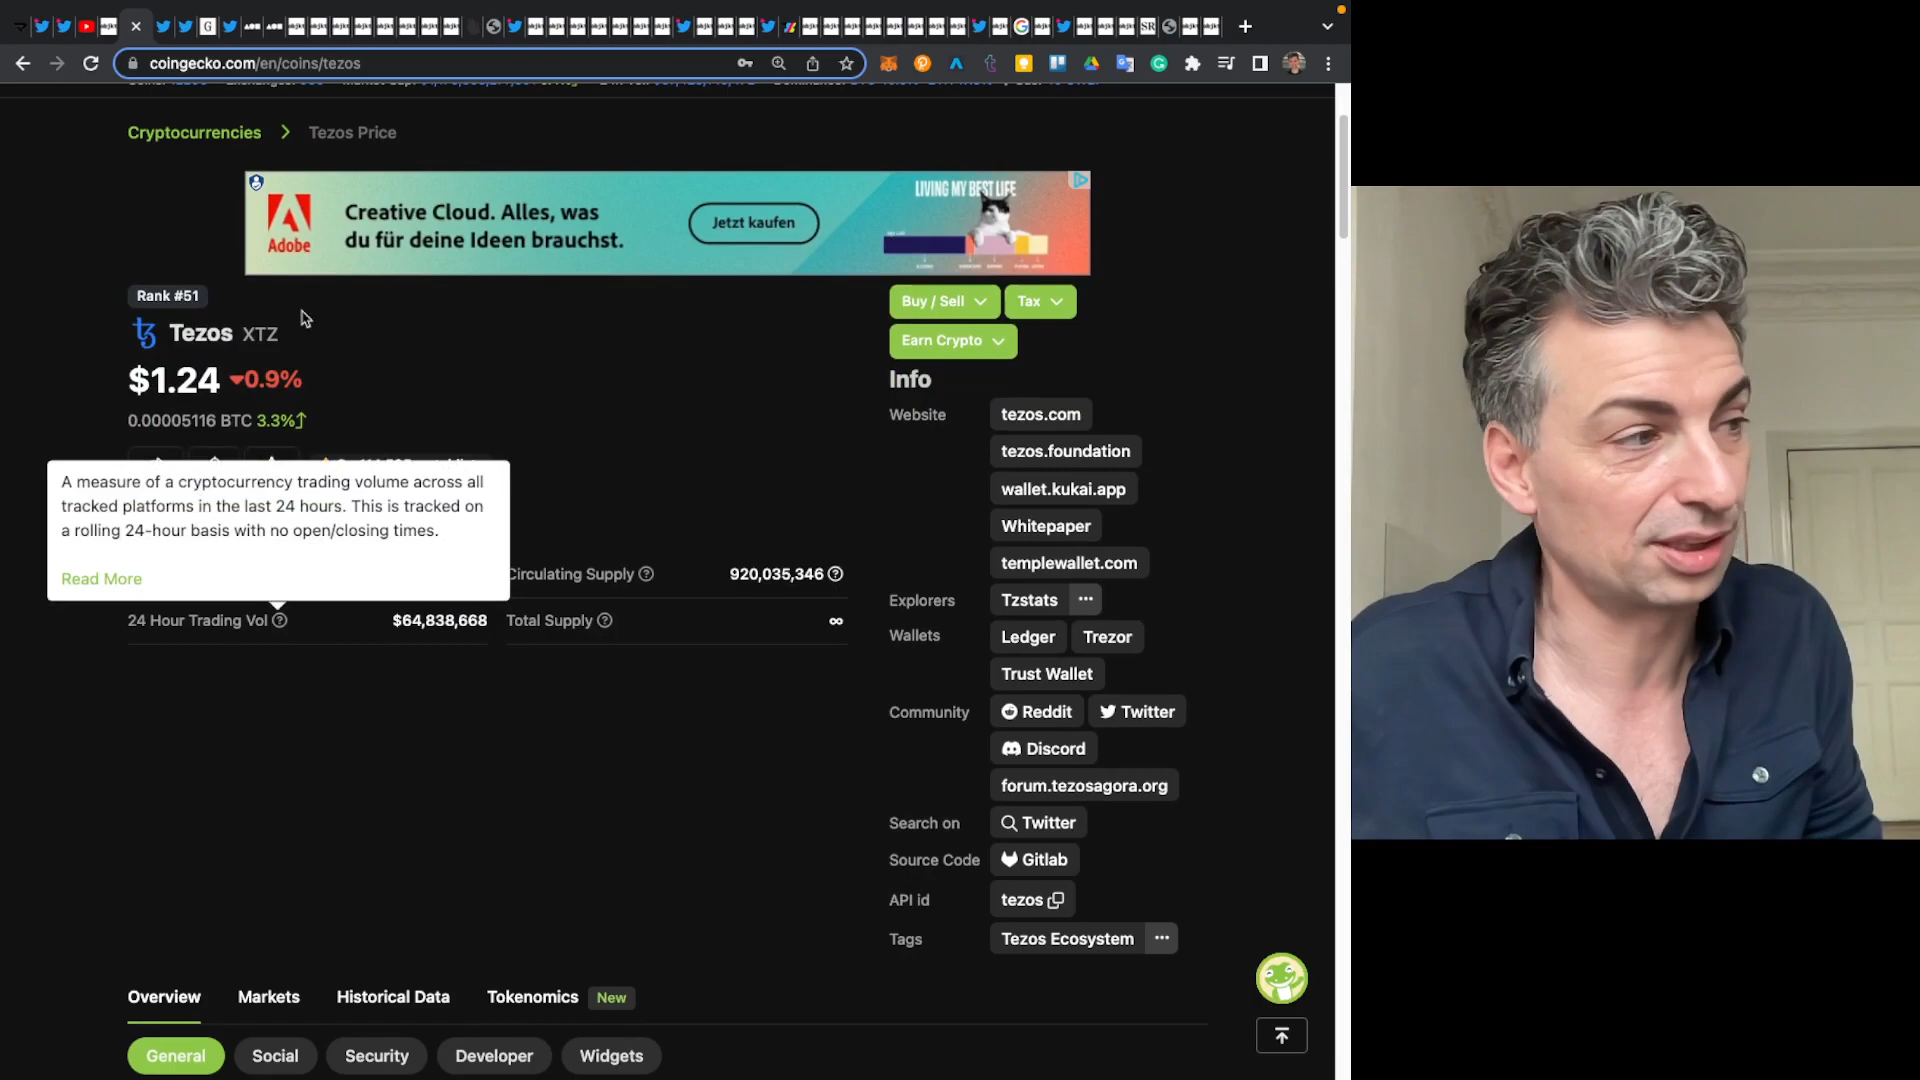 coingecko.com/en/coins/tezos
Cryptocurrencies
Tezos Price
Adobe
Creative Cloud. Alles, was
du für deine Ideen brauchst.
Jetzt kaufen
LIVING MY BEST LIFE
Rank #51
Tezos XTZ
$1.24 0.9%
0.00005116 BTC 3.3%
A measure of a cryptocurrency trading volume across all
tracked platforms in the last 24 hours. This is tracked on
a rolling 24-hour basis with no open/closing times.
Read More
Circulating Supply 920,035,346
24 Hour Trading Vol $64,838,668
Total Supply ∞
Buy / Sell
Tax
Earn Crypto
Info
Website tezos.com
tezos.foundation
wallet.kukai.app
Whitepaper
templewallet.com
Explorers Tzstats
Wallets Ledger Trezor
Trust Wallet
Community Reddit Twitter
Discord
forum.tezosagora.org
Search on Twitter
Source Code Gitlab
API id tezos
Tags Tezos Ecosystem
Overview Markets Historical Data Tokenomics New
General Social Security Developer Widgets